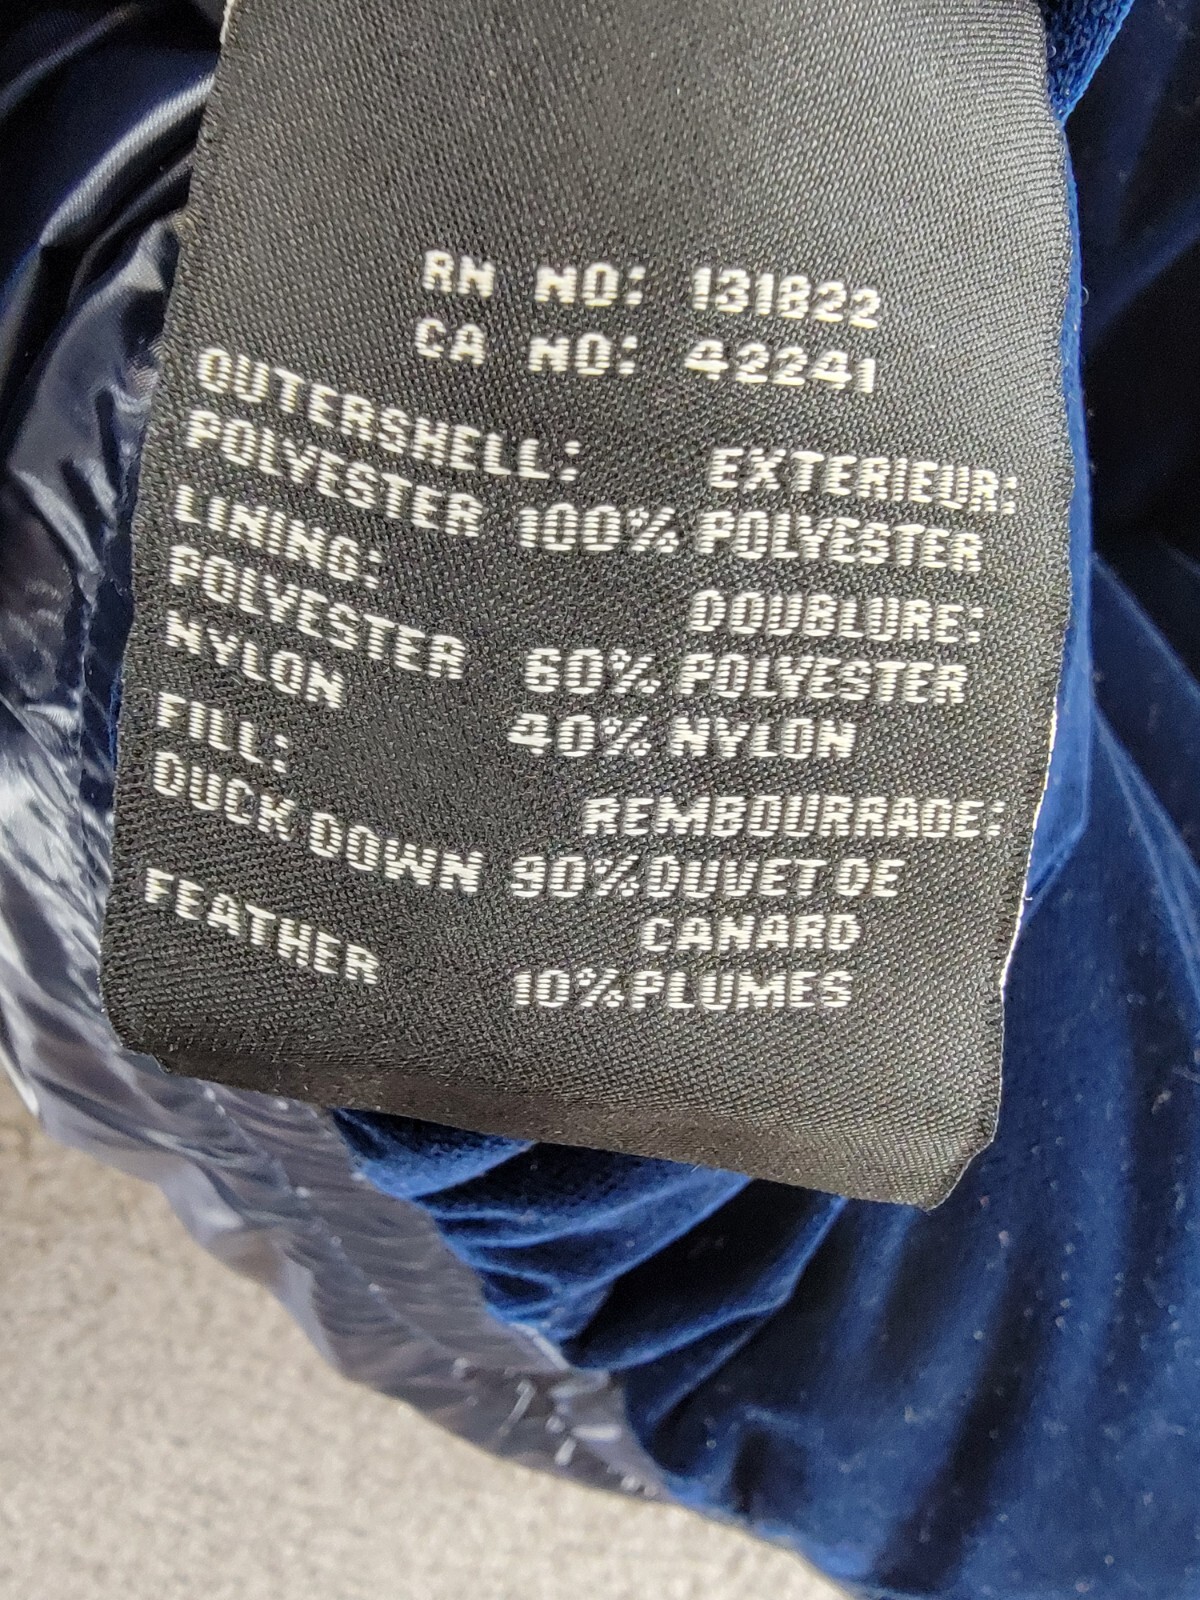 RN NO: 131822
CA NO: 42241
OUTERSHELL: EXTERIEUR:
POLYESTER 100% POLYESTER
LINING: DOUBLURE:
POLYESTER 60% POLYESTER
NYLON 40% NYLON
FILL: REMBOURRAGE:
DUCK DOWN 90% DUVET DE
CANARD
FEATHER 10% PLUMES